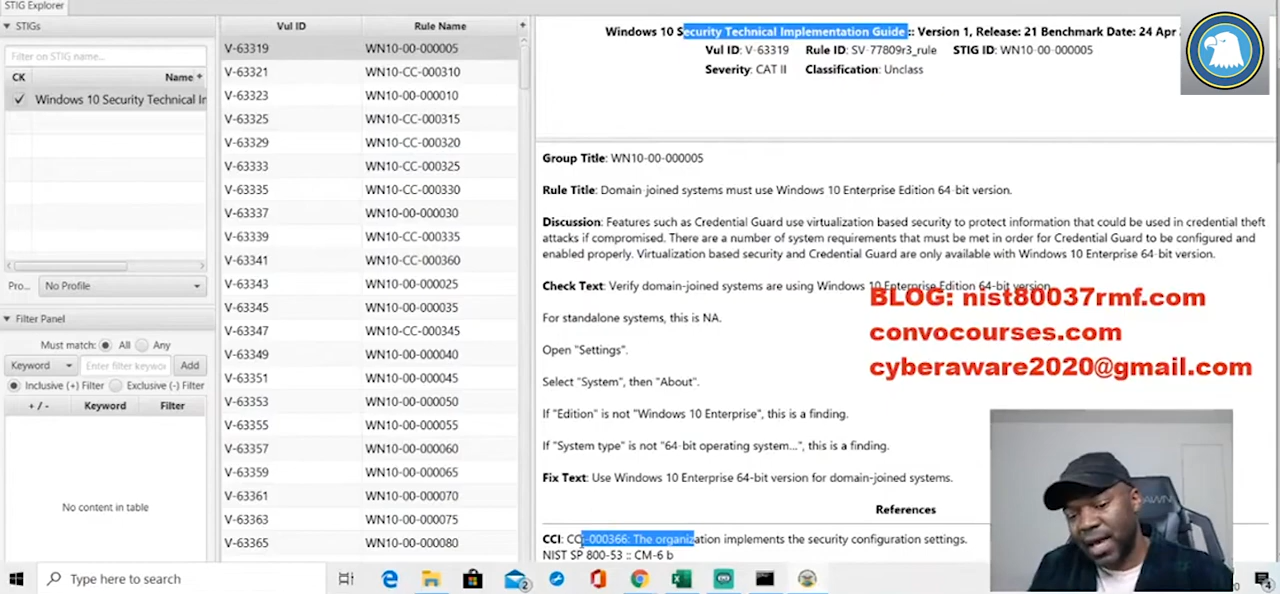 STIG Explorer
STIGs
Filter on STIG name...
CK Name
Windows 10 Security Technical Ir
Pro... No Profile
Filter Panel
Must match: All Any
Keyword Enter filter keywor Add
Inclusive (+) Filter Exclusive (-) Filter
+ / - Keyword Filter
No content in table
Vul ID Rule Name
V-63319 WN10-00-000005
V-63321 WN10-CC-000310
V-63323 WN10-00-000010
V-63325 WN10-CC-000315
V-63329 WN10-CC-000320
V-63333 WN10-CC-000325
V-63335 WN10-CC-000330
V-63337 WN10-00-000030
V-63339 WN10-CC-000335
V-63341 WN10-CC-000360
V-63343 WN10-00-000025
V-63345 WN10-00-000035
V-63347 WN10-CC-000345
V-63349 WN10-00-000040
V-63351 WN10-00-000045
V-63353 WN10-00-000050
V-63355 WN10-00-000055
V-63357 WN10-00-000060
V-63359 WN10-00-000065
V-63361 WN10-00-000070
V-63363 WN10-00-000075
V-63365 WN10-00-000080
Windows 10 Security Technical Implementation Guide :: Version 1, Release: 21 Benchmark Date: 24 Apr
Vul ID: V-63319 Rule ID: SV-77809r3_rule STIG ID: WN10-00-000005
Severity: CAT II Classification: Unclass
Group Title: WN10-00-000005
Rule Title: Domain-joined systems must use Windows 10 Enterprise Edition 64-bit version.
Discussion: Features such as Credential Guard use virtualization based security to protect information that could be used in credential theft
attacks if compromised. There are a number of system requirements that must be met in order for Credential Guard to be configured and
enabled properly. Virtualization based security and Credential Guard are only available with Windows 10 Enterprise 64-bit version.
Check Text: Verify domain-joined systems are using Windows 10 Enterprise Edition 64-bit version.
For standalone systems, this is NA.
Open "Settings".
Select "System", then "About".
If "Edition" is not "Windows 10 Enterprise", this is a finding.
If "System type" is not "64-bit operating system...", this is a finding.
Fix Text: Use Windows 10 Enterprise 64-bit version for domain-joined systems.
References
CCI: CCI-000366: The organization implements the security configuration settings.
NIST SP 800-53 :: CM-6 b
BLOG: nist80037rmf.com
convocourses.com
cyberaware2020@gmail.com
Type here to search
2
4